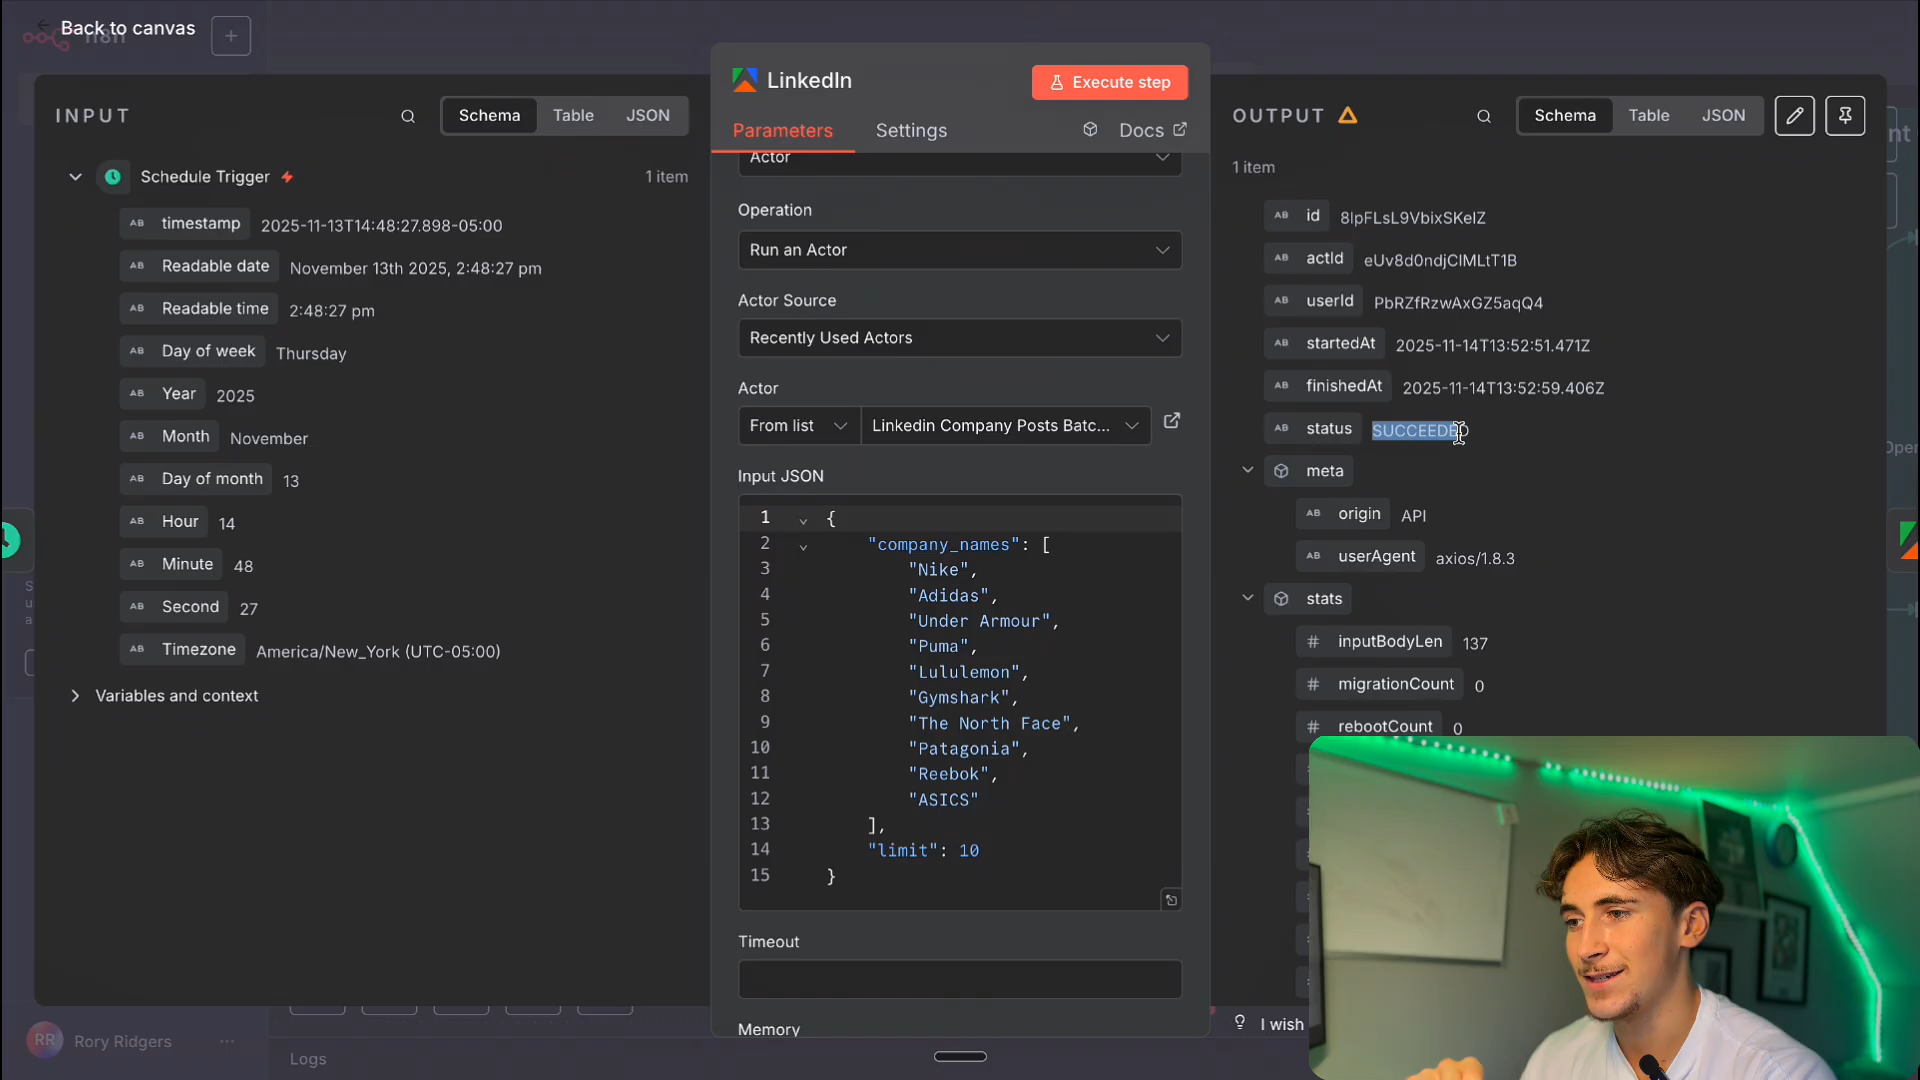 Back to canvas
n8n
INPUT
Schema
Table
JSON
Schedule Trigger
1 item
timestamp 2025-11-13T14:48:27.898-05:00
Readable date November 13th 2025, 2:48:27 pm
Readable time 2:48:27 pm
Day of week Thursday
Year 2025
Month November
Day of month 13
Hour 14
Minute 48
Second 27
Timezone America/New_York (UTC-05:00)
Variables and context
LinkedIn
Execute step
Parameters
Settings
Docs
Actor
Operation
Run an Actor
Actor Source
Recently Used Actors
Actor
From list
Linkedin Company Posts Batc...
Input JSON
1 {
2 "company_names": [
3 "Nike",
4 "Adidas",
5 "Under Armour",
6 "Puma",
7 "Lululemon",
8 "Gymshark",
9 "The North Face",
10 "Patagonia",
11 "Reebok",
12 "ASICS"
13 ],
14 "limit": 10
15 }
Timeout
Memory
OUTPUT
Schema
Table
JSON
1 item
id 8IpFLsL9VbixSKelZ
actId eUv8d0ndjClMLtT1B
userId PbRZfRzwAxGZ5aqQ4
startedAt 2025-11-14T13:52:51.471Z
finishedAt 2025-11-14T13:52:59.406Z
status SUCCEEDED
meta
origin API
userAgent axios/1.8.3
stats
inputBodyLen 137
migrationCount 0
rebootCount 0
RR Rory Ridgers
Logs
I wish